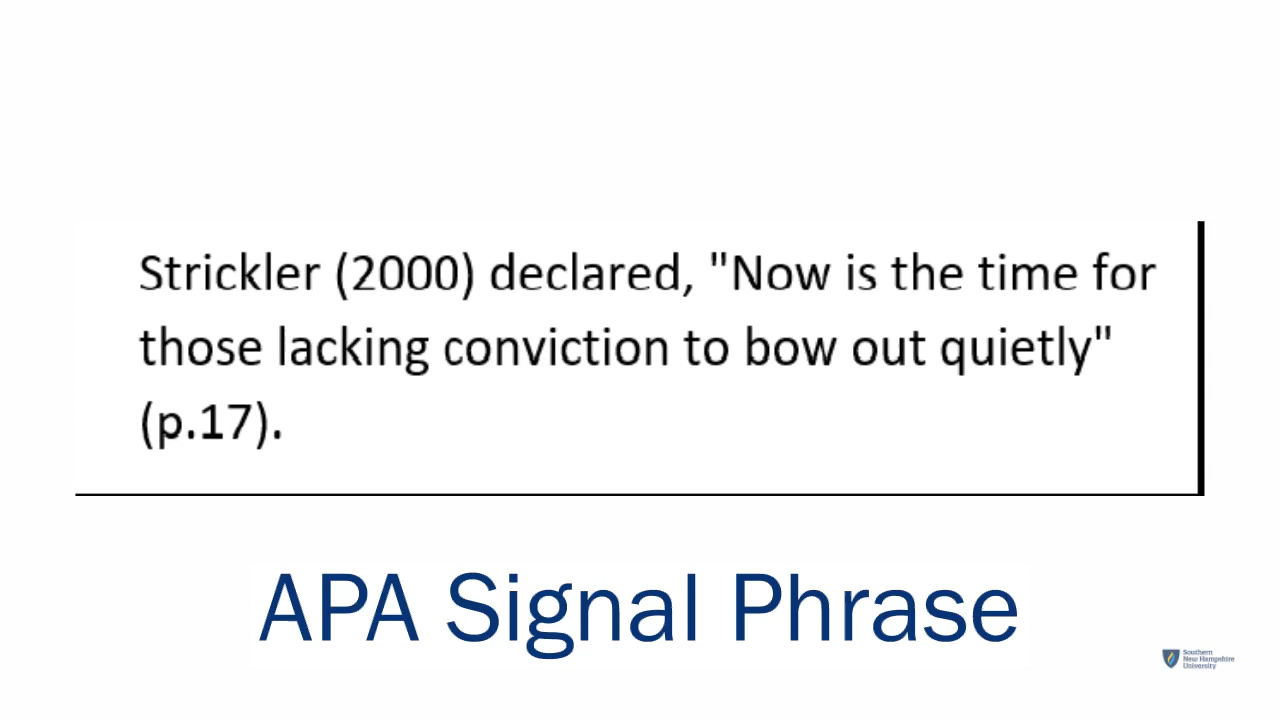 Strickler (2000) declared, "Now is the time for
those lacking conviction to bow out quietly"
(p.17).
APA Signal Phrase
Southern
New Hampshire
University